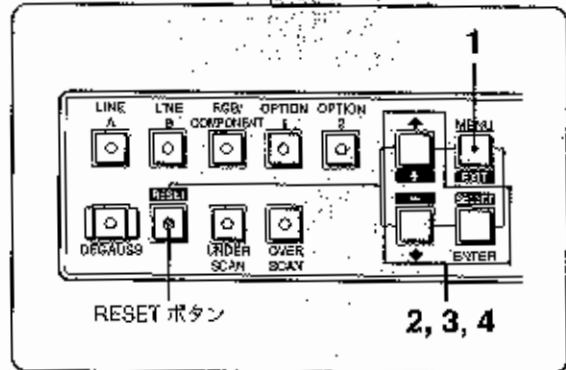 1
LINE A
LINE B
RGB/ COMPONENT
OPTION 1
OPTION 2
MENU
+
EXIT
RESET
−
SELECT
DEGAUSS
UNDER SCAN
OVER SCAN
ENTER
RESET ボタン
2, 3, 4